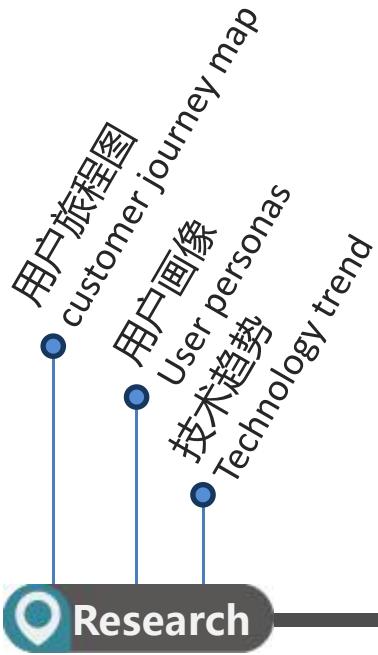 用户旅程图
customer journey map
用户画像
User personas
技术趋势
Technology trend
Research